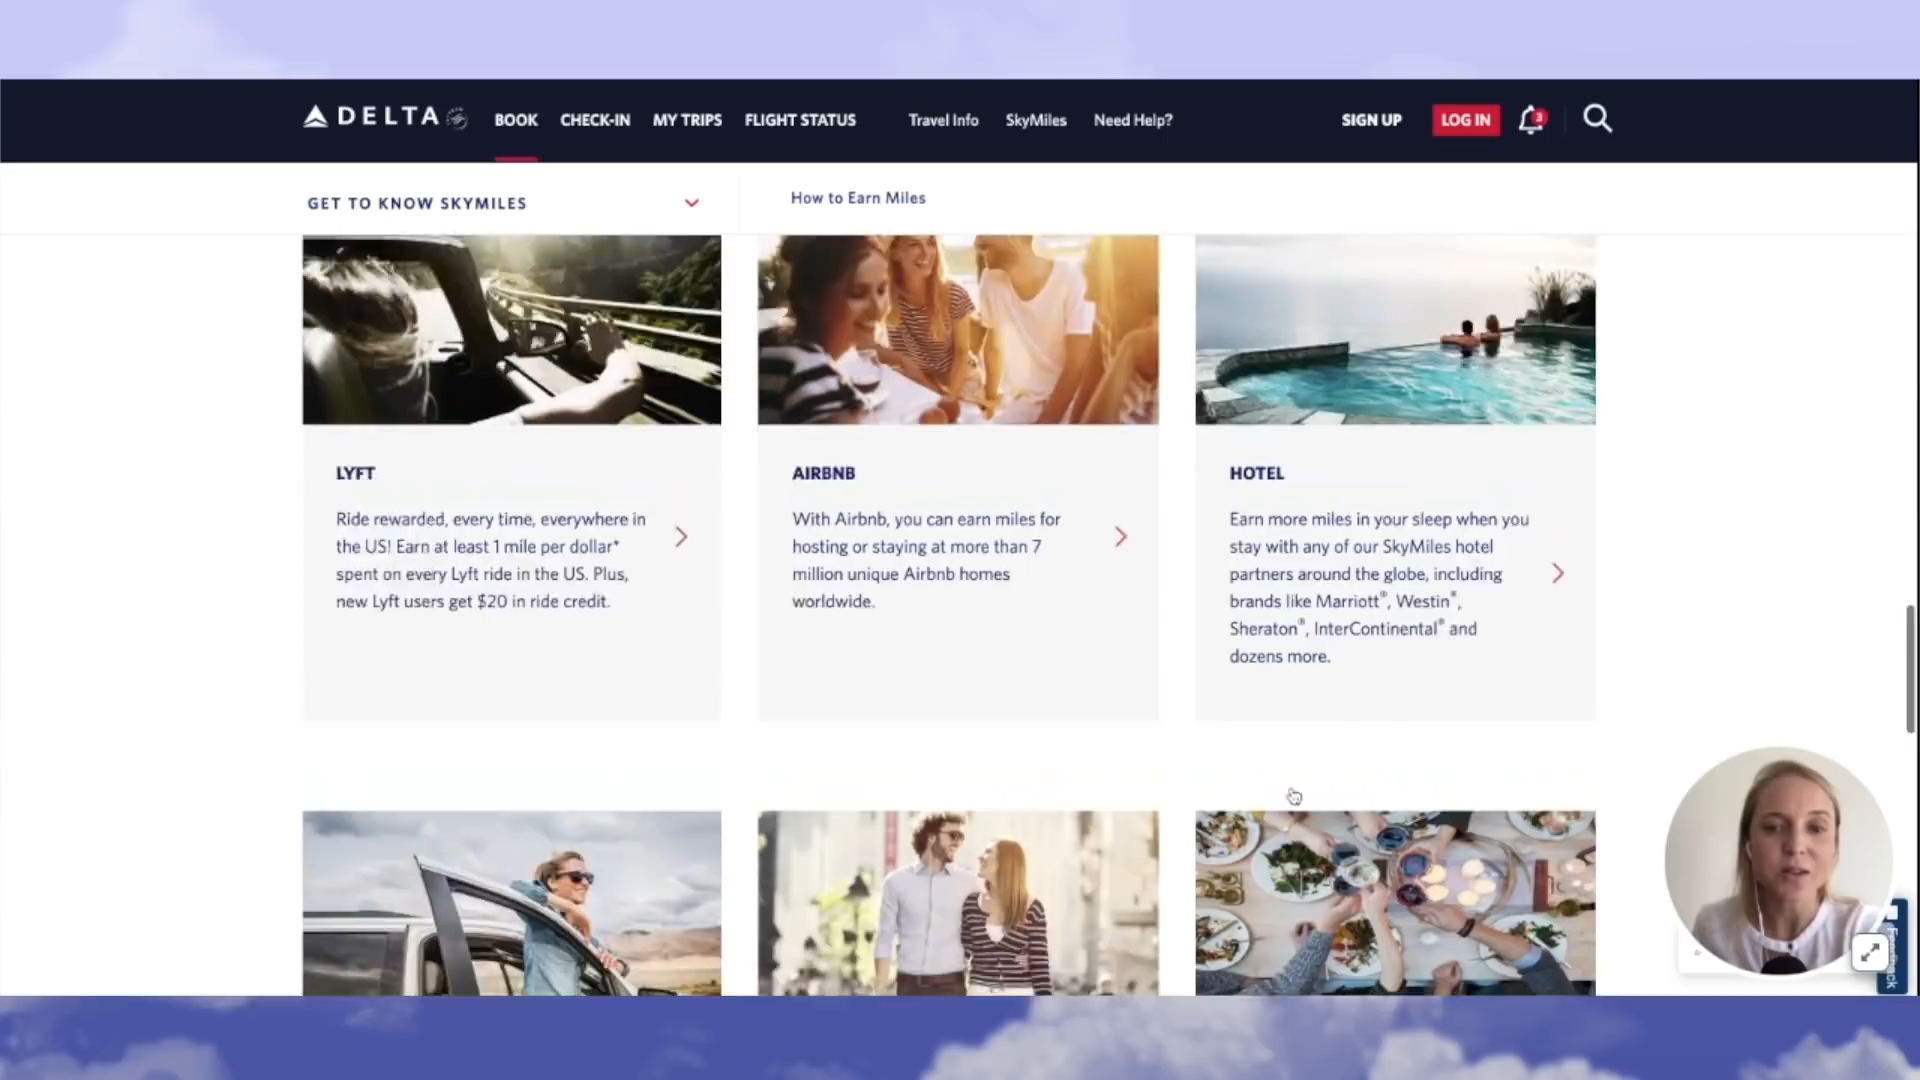 DELTA
BOOK
CHECK-IN
MY TRIPS
FLIGHT STATUS
Travel Info
SkyMiles
Need Help?
SIGN UP
LOG IN
3
GET TO KNOW SKYMILES
How to Earn Miles
LYFT
Ride rewarded, every time, everywhere in
the US! Earn at least 1 mile per dollar*
spent on every Lyft ride in the US. Plus,
new Lyft users get $20 in ride credit.
AIRBNB
With Airbnb, you can earn miles for
hosting or staying at more than 7
million unique Airbnb homes
worldwide.
HOTEL
Earn more miles in your sleep when you
stay with any of our SkyMiles hotel
partners around the globe, including
brands like Marriott®, Westin®,
Sheraton®, InterContinental® and
dozens more.